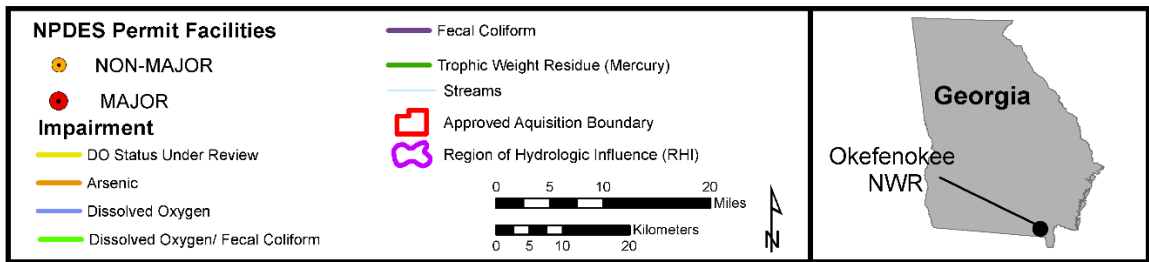 NPDES Permit Facilities
NON-MAJOR
MAJOR
Impairment
DO Status Under Review
Arsenic
Dissolved Oxygen
Dissolved Oxygen/ Fecal Coliform
Fecal Coliform
Trophic Weight Residue (Mercury)
Streams
Approved Aquisition Boundary
Region of Hydrologic Influence (RHI)
0 5 10 20
Miles
Kilometers
0 5 10 20
N
Georgia
Okefenokee
NWR